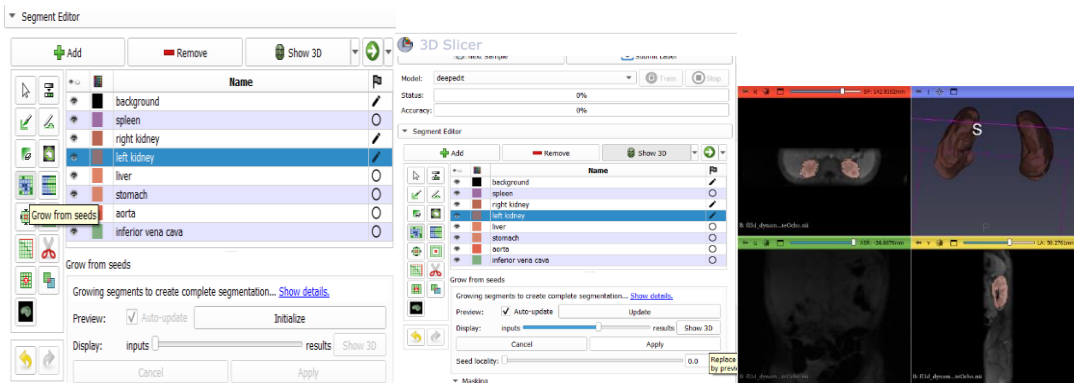 Segment Editor
Add
Remove
Show 3D
Name
background
spleen
right kidney
left kidney
liver
stomach
aorta
inferior vena cava
Grow from seeds
Grow from seeds
Growing segments to create complete segmentation... Show details.
Preview:
Auto-update
Initialize
Display:
inputs
results
Show 3D
Cancel
Apply
3D Slicer
Next Sample
Submit Label
Model:
deepedit
Train
Stop
Status:
0%
Accuracy:
0%
Segment Editor
Add
Remove
Show 3D
Name
background
spleen
right kidney
left kidney
liver
stomach
aorta
inferior vena cava
Grow from seeds
Growing segments to create complete segmentation... Show details.
Preview:
Auto-update
Update
Display:
inputs
results
Show 3D
Cancel
Apply
Seed locality:
0.0
Replace
by previe
Masking
S
P